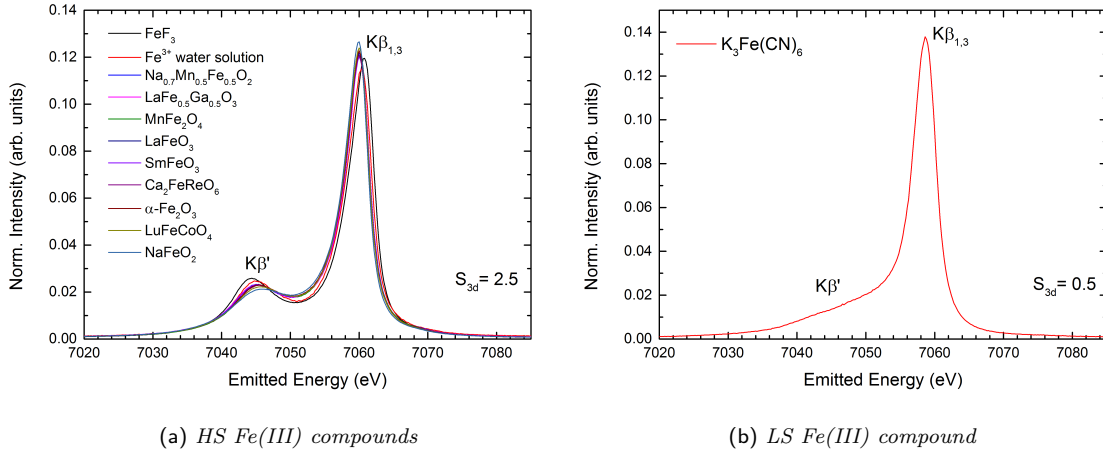 (a)
FeF₃
Fe³⁺ water solution
Na₀.₇Mn₀.₅Fe₀.₅O₂
LaFe₀.₅Ga₀.₅O₃
MnFe₂O₄
LaFeO₃
SmFeO₃
Ca₂FeReO₆
α-Fe₂O₃
LuFeCoO₄
NaFeO₂
Kβ₁,₃
Kβ'
S₃d= 2.5
0.00
0.02
0.04
0.06
0.08
0.10
0.12
0.14
Norm. Intensity (arb. units)
7020 7030 7040 7050 7060 7070 7080
Emitted Energy (eV)
(a) HS Fe(III) compounds
(b)
K₃Fe(CN)₆
Kβ₁,₃
Kβ'
S₃d= 0.5
0.00
0.02
0.04
0.06
0.08
0.10
0.12
0.14
Norm. Intensity (arb. units)
7020 7030 7040 7050 7060 7070 7080
Emitted Energy (eV)
(b) LS Fe(III) compound